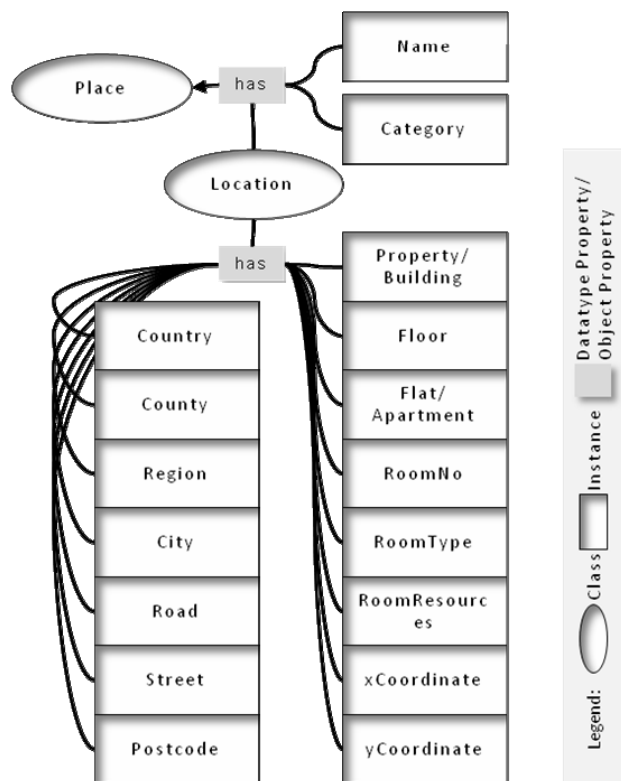 Name
Place
has
Category
Location
has
Property/
Building
Country
Floor
County
Flat/
Apartment
Region
RoomNo
City
RoomType
Road
RoomResourc
es
Street
xCoordinate
Postcode
yCoordinate
Legend:
Class
Instance
Datatype Property/
Object Property